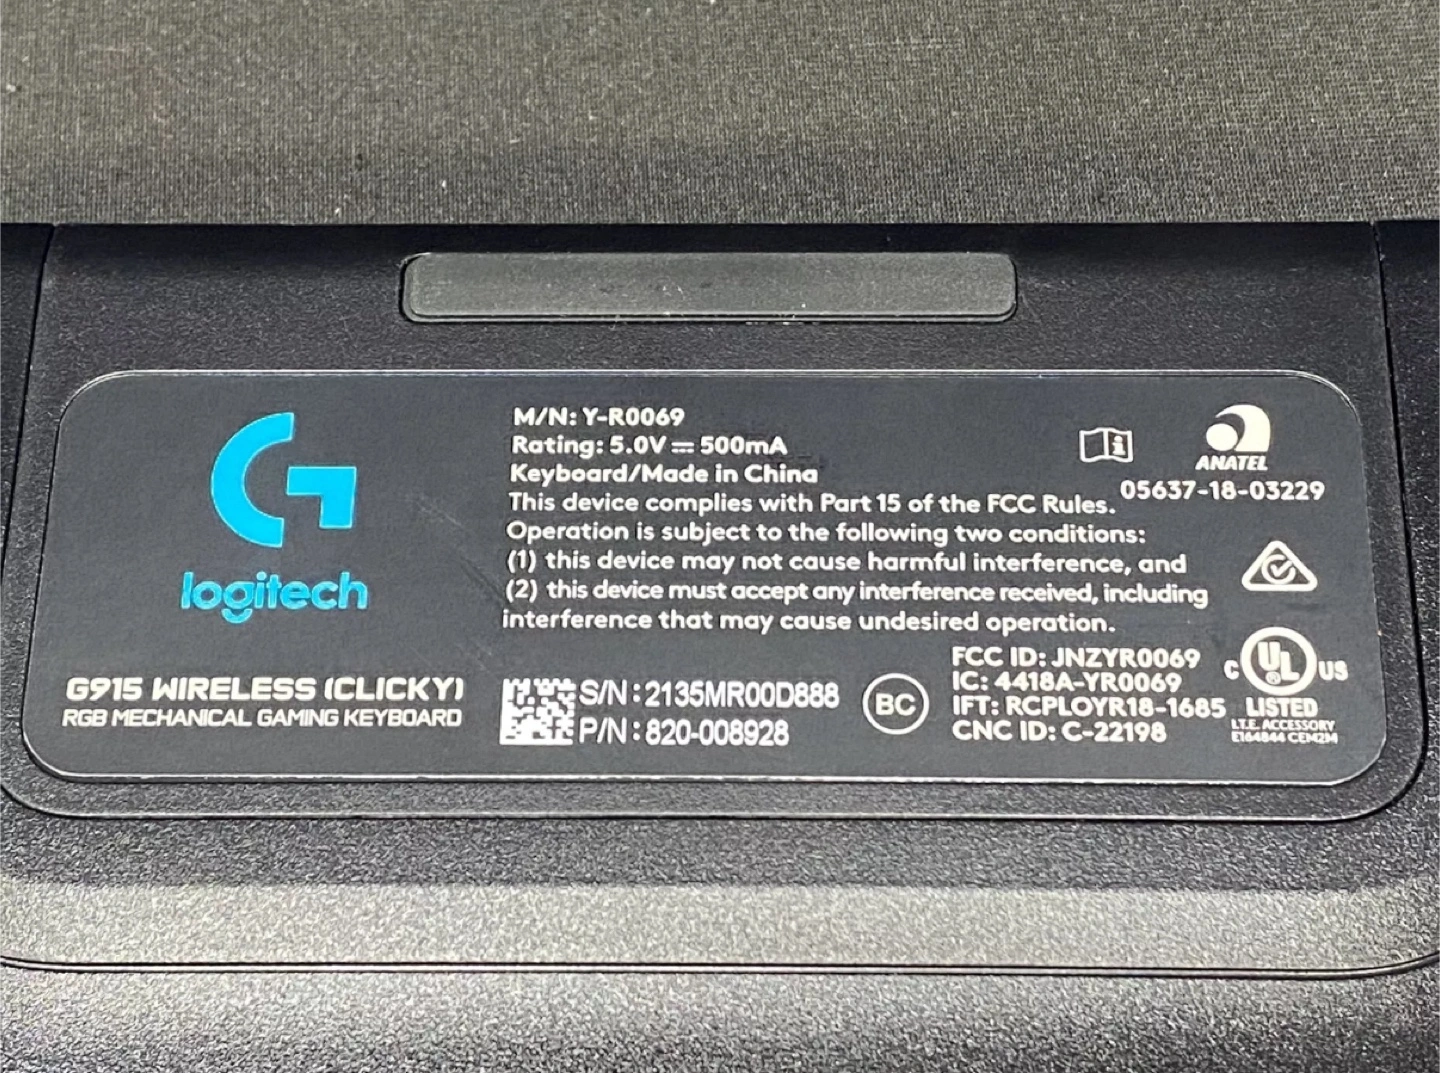 logitech
G915 WIRELESS (CLICKY)
RGB MECHANICAL GAMING KEYBOARD
M/N: Y-R0069
Rating: 5.0V ⎓ 500mA
Keyboard/Made in China
This device complies with Part 15 of the FCC Rules.
Operation is subject to the following two conditions:
(1) this device may not cause harmful interference, and
(2) this device must accept any interference received, including
interference that may cause undesired operation.
S/N: 2135MR00D888
P/N: 820-008928
BC
FCC ID: JNZYR0069
IC: 4418A-YR0069
IFT: RCPLOYR18-1685
CNC ID: C-22198
ANATEL
05637-18-03229
C UL US
®
LISTED
I.T.E. ACCESSORY
E164844 CEM2M